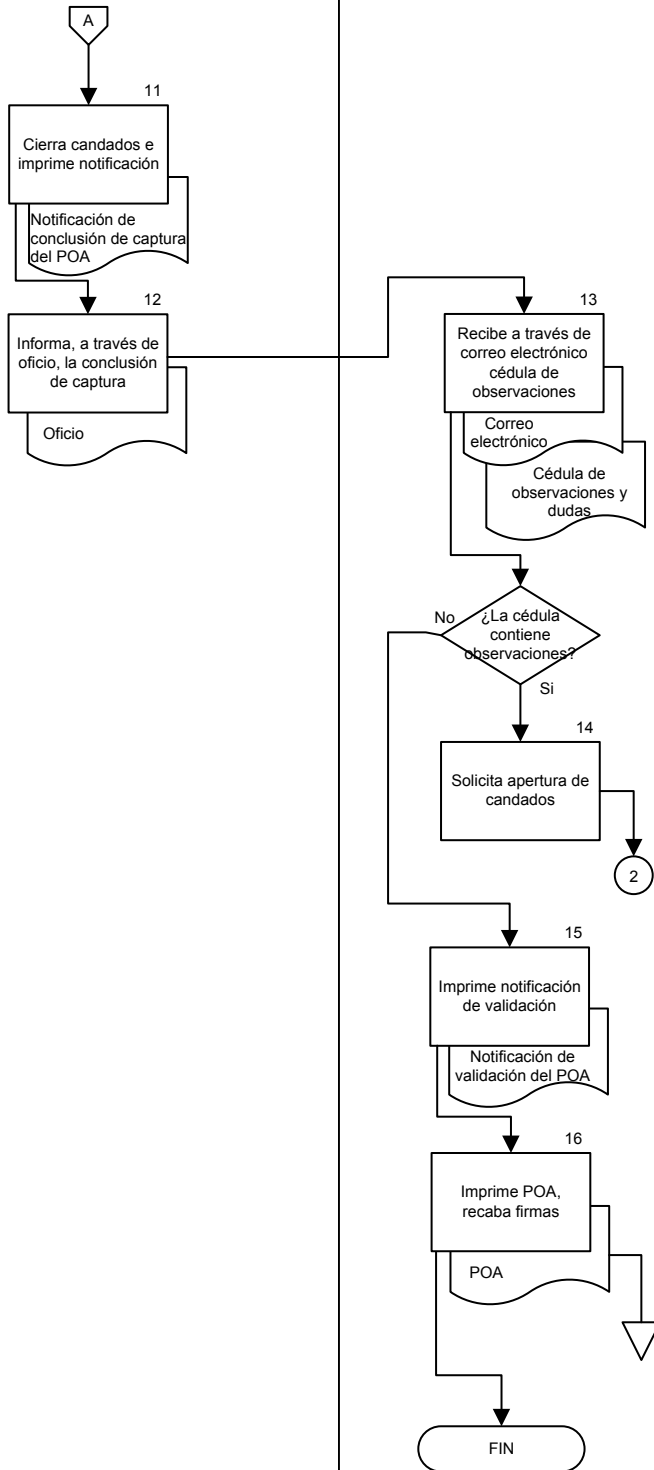 A
11
Cierra candados e
imprime notificación
Notificación de
conclusión de captura
del POA
12
Informa, a través de
oficio, la conclusión
de captura
Oficio
13
Recibe a través de
correo electrónico
cédula de
observaciones
Correo
electrónico
Cédula de
observaciones y
dudas
¿La cédula
contiene
observaciones?
No
Si
14
Solicita apertura de
candados
2
15
Imprime notificación
de validación
Notificación de
validación del POA
16
Imprime POA,
recaba firmas
POA
FIN